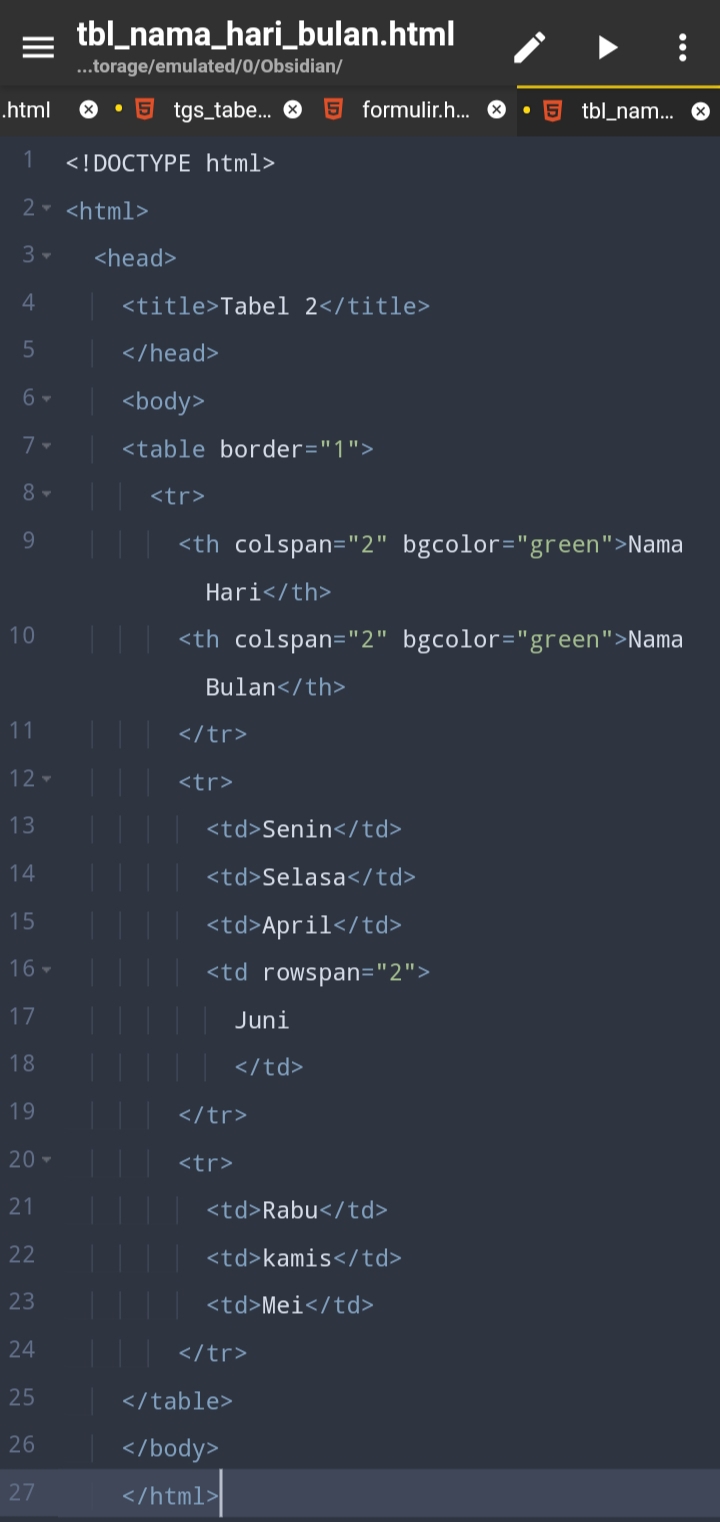 tbl_nama_hari_bulan.html
...torage/emulated/0/Obsidian/
.html tgs_tabe... formulir.h... tbl_nam...
1 <!DOCTYPE html>
2 <html>
3 <head>
4 <title>Tabel 2</title>
5 </head>
6 <body>
7 <table border="1">
8 <tr>
9 <th colspan="2" bgcolor="green">Nama
Hari</th>
10 <th colspan="2" bgcolor="green">Nama
Bulan</th>
11 </tr>
12 <tr>
13 <td>Senin</td>
14 <td>Selasa</td>
15 <td>April</td>
16 <td rowspan="2">
17 Juni
18 </td>
19 </tr>
20 <tr>
21 <td>Rabu</td>
22 <td>kamis</td>
23 <td>Mei</td>
24 </tr>
25 </table>
26 </body>
27 </html>